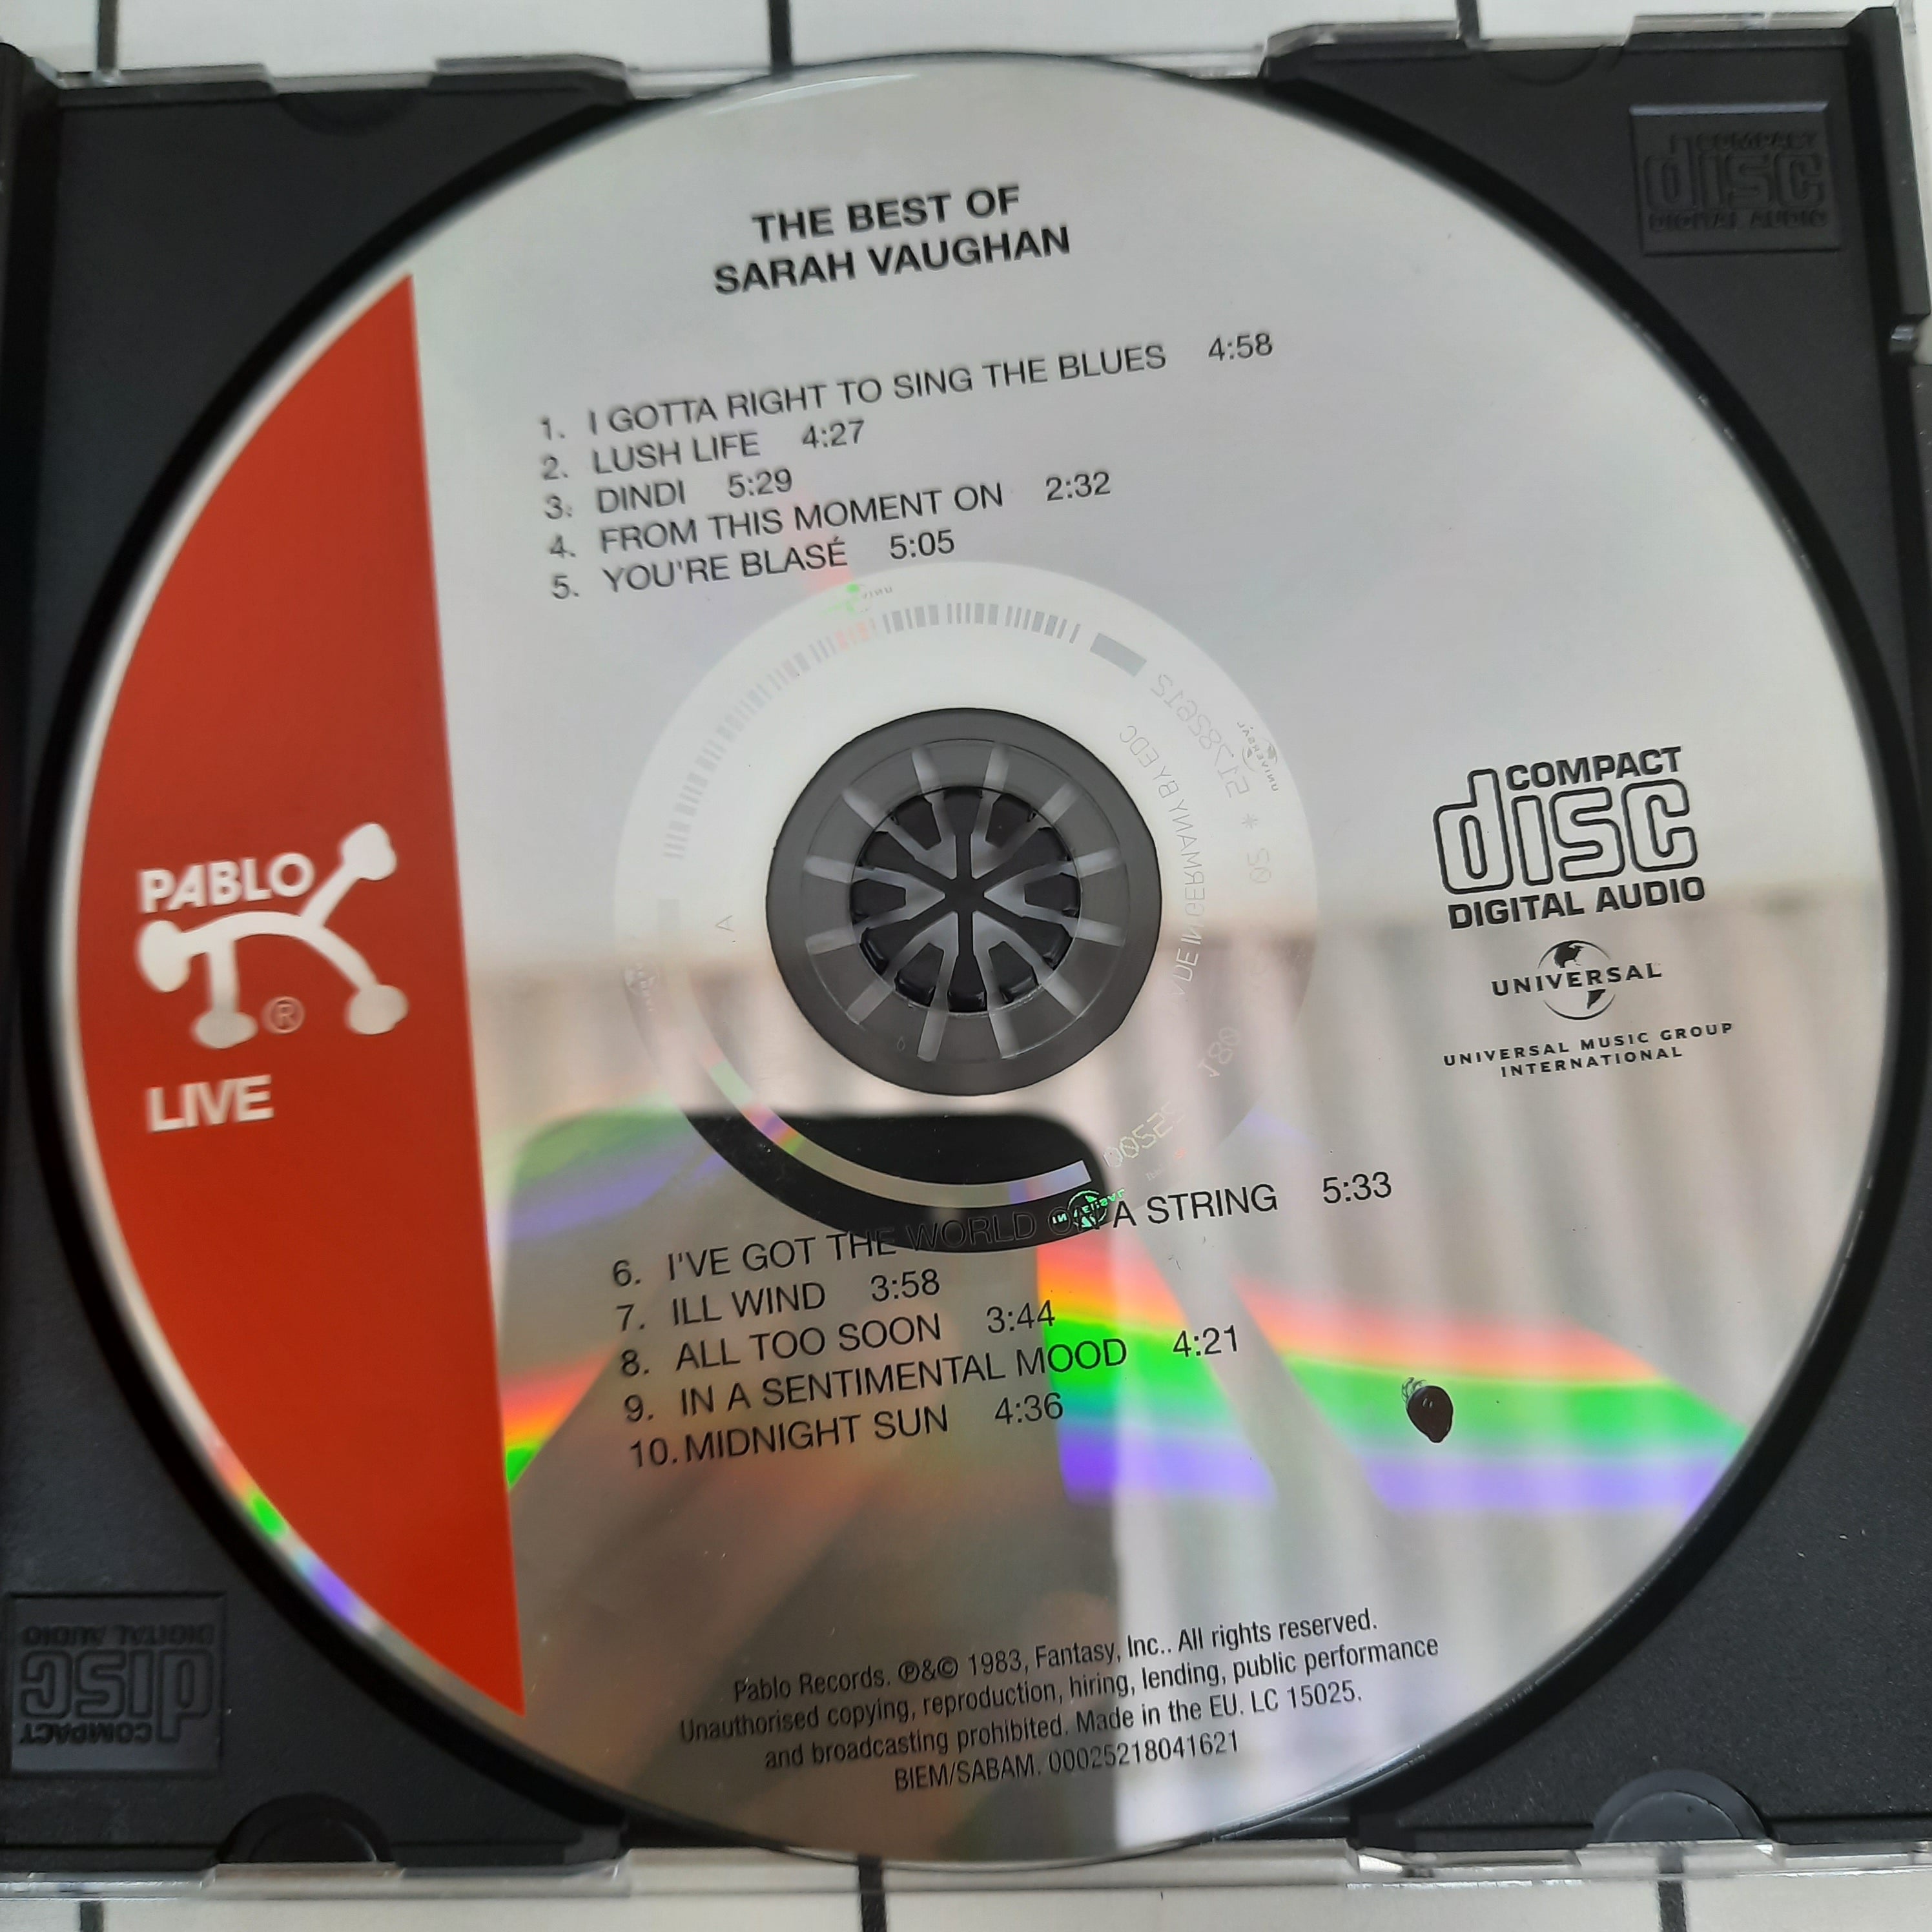 THE BEST OF
SARAH VAUGHAN
1. I GOTTA RIGHT TO SING THE BLUES 4:58
2. LUSH LIFE 4:27
3. DINDI 5:29
4. FROM THIS MOMENT ON 2:32
5. YOU'RE BLASÉ 5:05
COMPACT
disc
DIGITAL AUDIO
PABLO
®
LIVE
COMPACT
disc
DIGITAL AUDIO
UNIVERSAL
UNIVERSAL MUSIC GROUP
INTERNATIONAL
6. I'VE GOT THE WORLD ON A STRING 5:33
7. ILL WIND 3:58
8. ALL TOO SOON 3:44
9. IN A SENTIMENTAL MOOD 4:21
10. MIDNIGHT SUN 4:36
Pablo Records. ℗&© 1983, Fantasy, Inc.. All rights reserved.
Unauthorised copying, reproduction, hiring, lending, public performance
and broadcasting prohibited. Made in the EU. LC 15025.
BIEM/SABAM. 00025218041621
COMPACT
disc
DIGITAL AUDIO